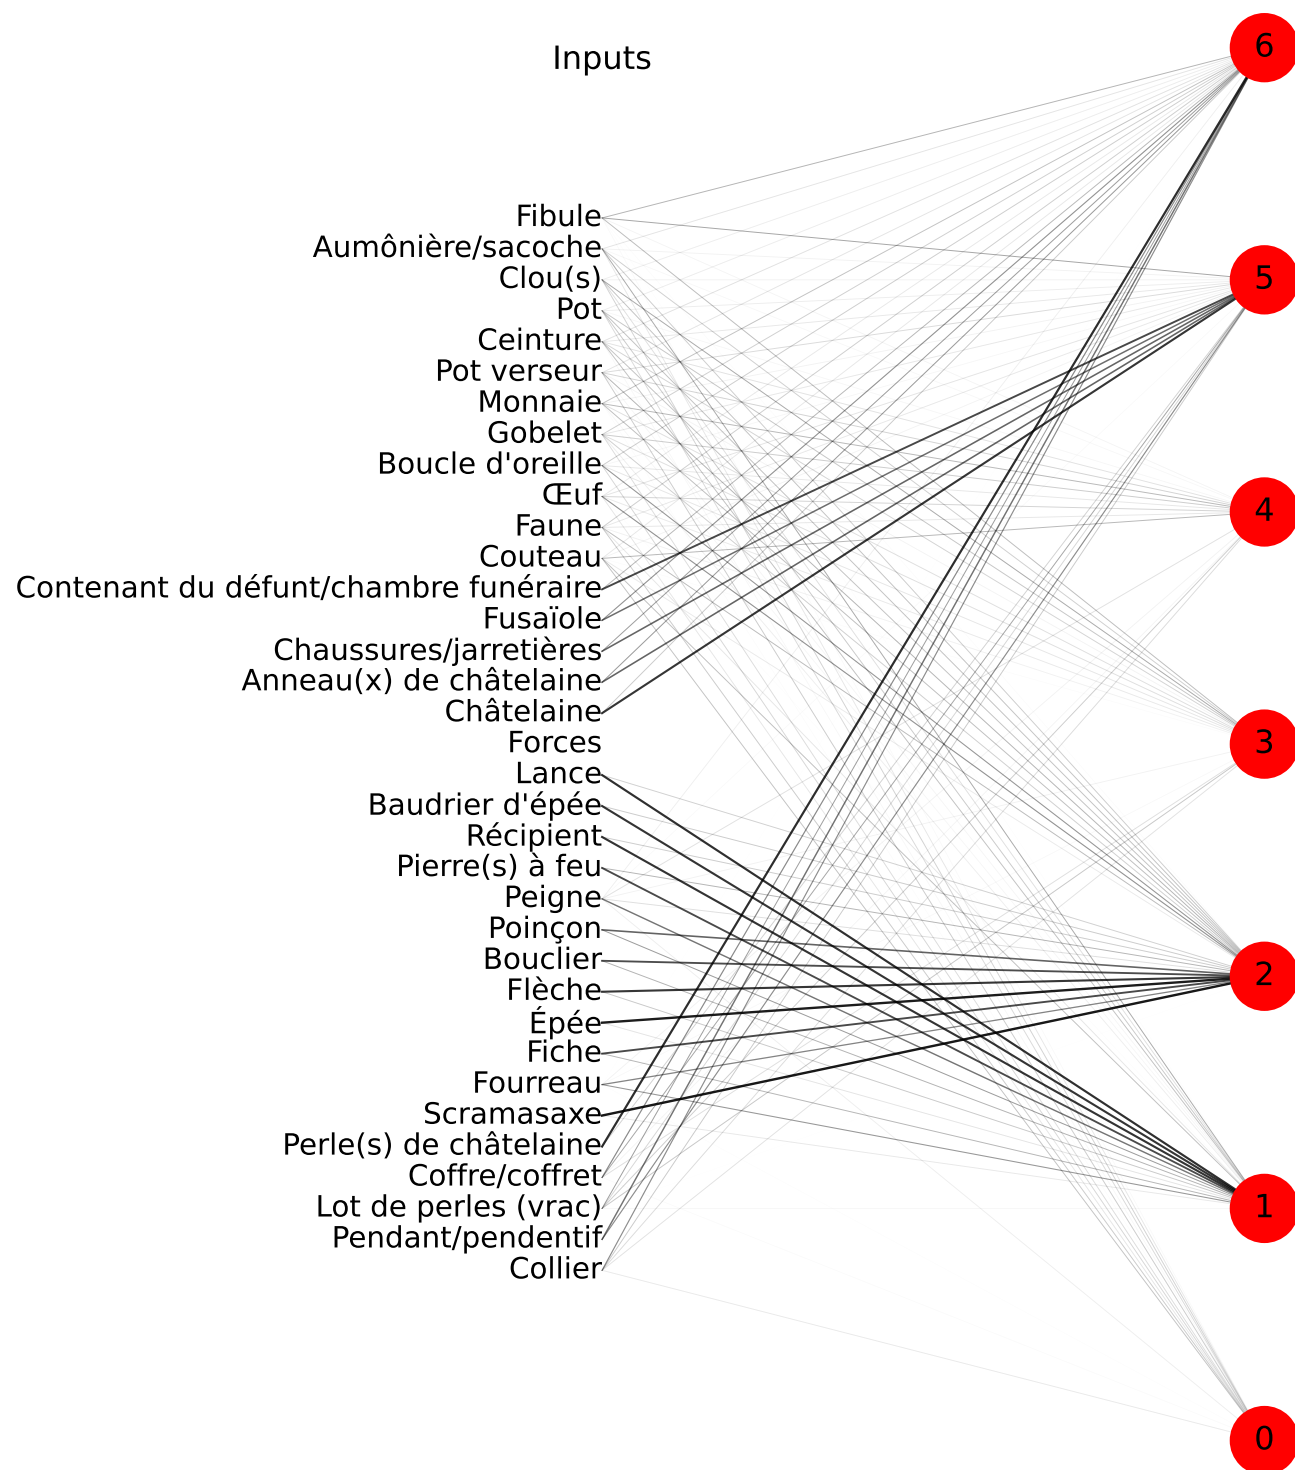 6
Inputs
Fibule
Aumônière/sacoche
5
Clou(s)
Pot
Ceinture
Pot verseur
Monnaie
Gobelet
Boucle d'oreille
Œuf
4
Faune
Couteau
Contenant du défunt/chambre funéraire
Fusaïole
Chaussures/jarretières
Anneau(x) de châtelaine
Châtelaine
Forces
3
Lance
Baudrier d'épée
Récipient
Pierre(s) à feu
Peigne
Poinçon
Bouclier
2
Flèche
Épée
Fiche
Fourreau
Scramasaxe
Perle(s) de châtelaine
Coffre/coffret
Lot de perles (vrac)
1
Pendant/pendentif
Collier
0